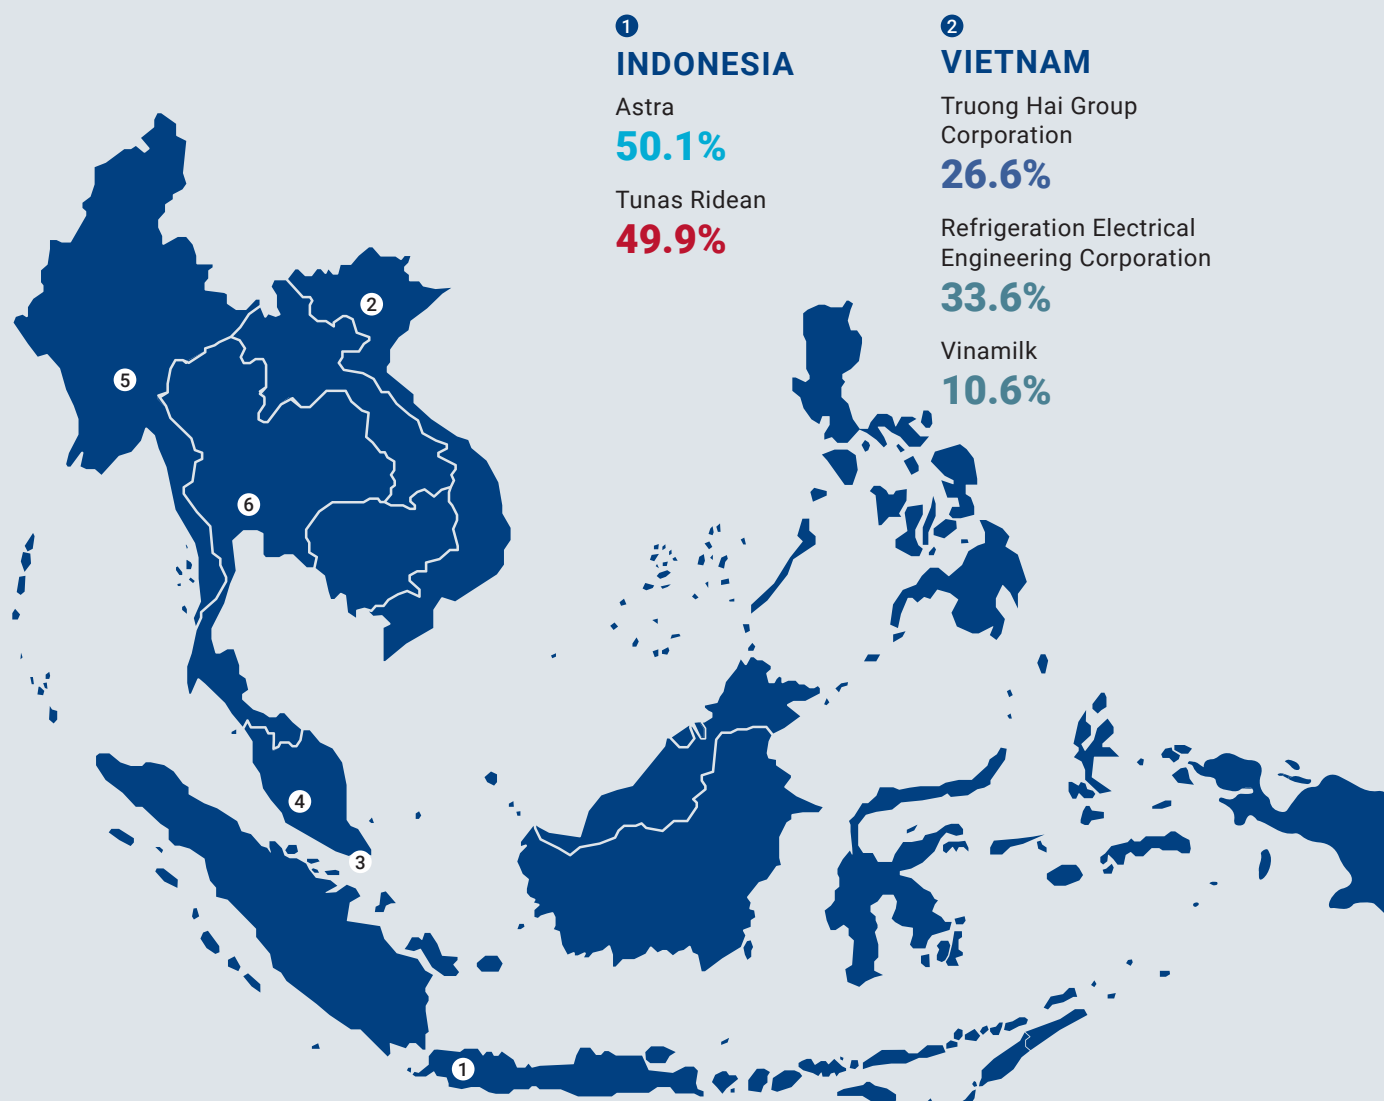 1
INDONESIA
Astra
50.1%
Tunas Ridean
49.9%
2
VIETNAM
Truong Hai Group
Corporation
26.6%
Refrigeration Electrical
Engineering Corporation
33.6%
Vinamilk
10.6%
2
5
6
4
3
1